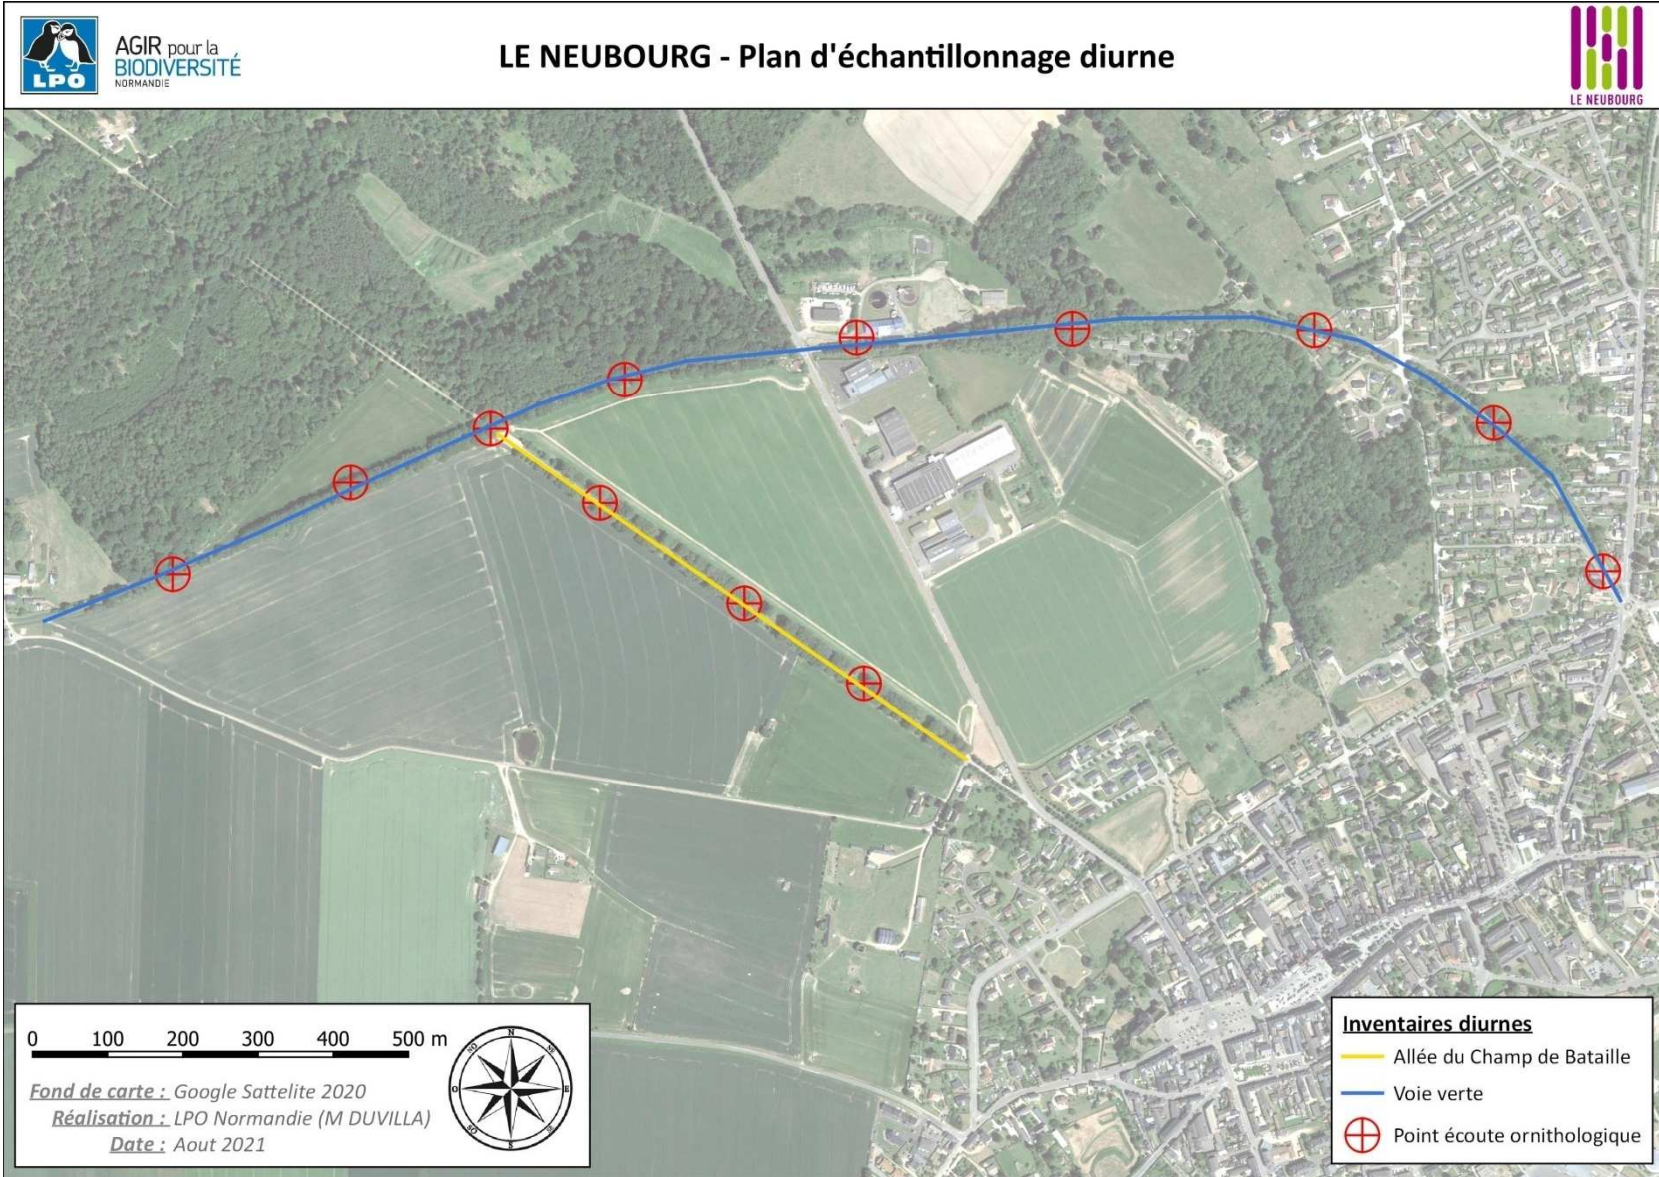 LPO
AGIR pour la
BIODIVERSITÉ
NORMANDIE
LE NEUBOURG - Plan d'échantillonnage diurne
LE NEUBOURG
0 100 200 300 400 500 m
Fond de carte : Google Sattelite 2020
Réalisation : LPO Normandie (M DUVILLA)
Date : Aout 2021
N
NO
NE
O
E
SO
SE
S
Inventaires diurnes
Allée du Champ de Bataille
Voie verte
Point écoute ornithologique